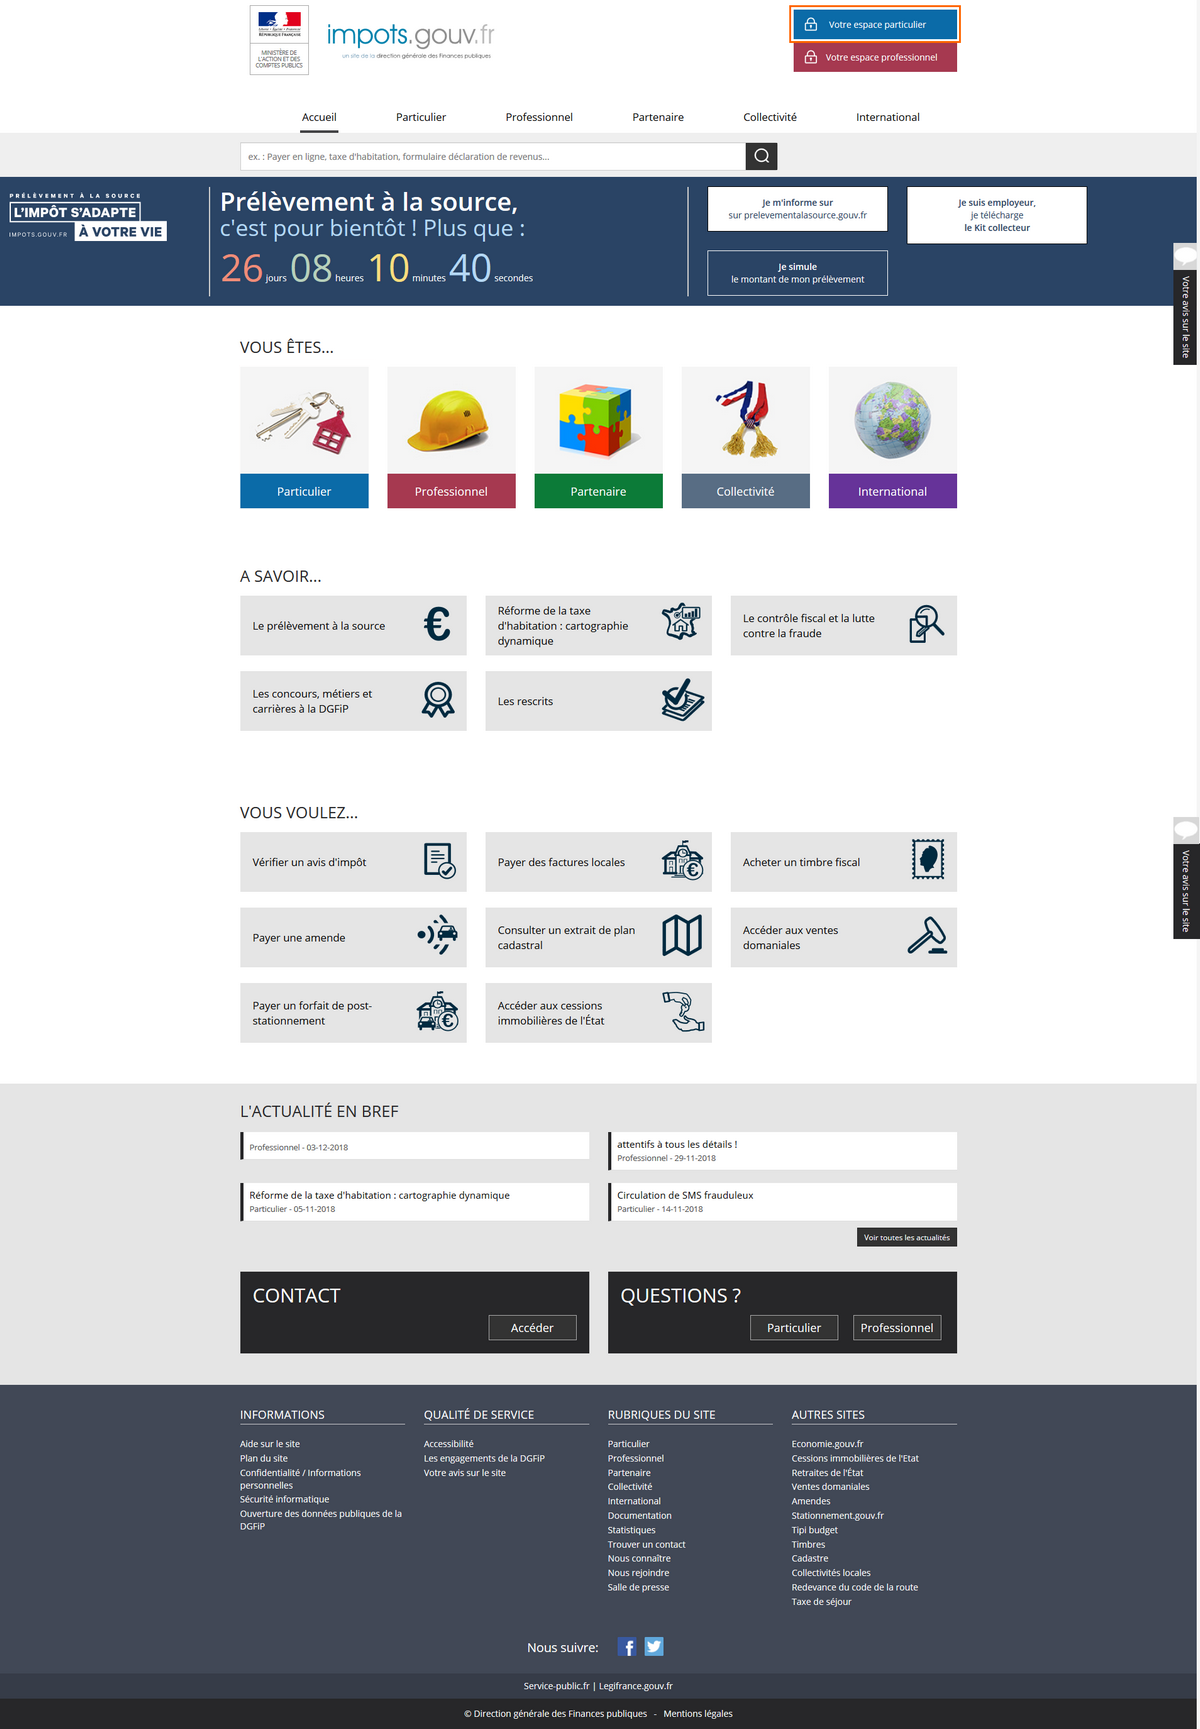 RÉPUBLIQUE FRANÇAISE
MINISTÈRE DE
L'ACTION ET DES
COMPTES PUBLICS
impots.gouv.fr
un site de la direction générale des Finances publiques
Votre espace particulier
Votre espace professionnel
Accueil
Particulier
Professionnel
Partenaire
Collectivité
International
ex. : Payer en ligne, taxe d'habitation, formulaire déclaration de revenus...
PRÉLÈVEMENT À LA SOURCE
L'IMPÔT S'ADAPTE
IMPOTS.GOUV.FR À VOTRE VIE
Prélèvement à la source,
c'est pour bientôt ! Plus que :
26 jours 08 heures 10 minutes 40 secondes
Je m'informe sur
sur prelevementalasource.gouv.fr
Je suis employeur,
je télécharge
le Kit collecteur
Je simule
le montant de mon prélèvement
Votre avis sur le site
VOUS ÊTES...
Particulier
Professionnel
Partenaire
Collectivité
International
A SAVOIR...
Le prélèvement à la source
Réforme de la taxe
d'habitation : cartographie
dynamique
Le contrôle fiscal et la lutte
contre la fraude
Les concours, métiers et
carrières à la DGFiP
Les rescrits
VOUS VOULEZ...
Vérifier un avis d'impôt
Payer des factures locales
Acheter un timbre fiscal
Votre avis sur le site
Payer une amende
Consulter un extrait de plan
cadastral
Accéder aux ventes
domaniales
Payer un forfait de post-
stationnement
Accéder aux cessions
immobilières de l'État
L'ACTUALITÉ EN BREF
Professionnel - 03-12-2018
attentifs à tous les détails !
Professionnel - 29-11-2018
Réforme de la taxe d'habitation : cartographie dynamique
Particulier - 05-11-2018
Circulation de SMS frauduleux
Particulier - 14-11-2018
Voir toutes les actualités
CONTACT
Accéder
QUESTIONS ?
Particulier
Professionnel
INFORMATIONS
Aide sur le site
Plan du site
Confidentialité / Informations
personnelles
Sécurité informatique
Ouverture des données publiques de la
DGFiP
QUALITÉ DE SERVICE
Accessibilité
Les engagements de la DGFiP
Votre avis sur le site
RUBRIQUES DU SITE
Particulier
Professionnel
Partenaire
Collectivité
International
Documentation
Statistiques
Trouver un contact
Nous connaître
Nous rejoindre
Salle de presse
AUTRES SITES
Economie.gouv.fr
Cessions immobilières de l'Etat
Retraites de l'État
Ventes domaniales
Amendes
Stationnement.gouv.fr
Tipi budget
Timbres
Cadastre
Collectivités locales
Redevance du code de la route
Taxe de séjour
Nous suivre:
Service-public.fr | Legifrance.gouv.fr
© Direction générale des Finances publiques - Mentions légales